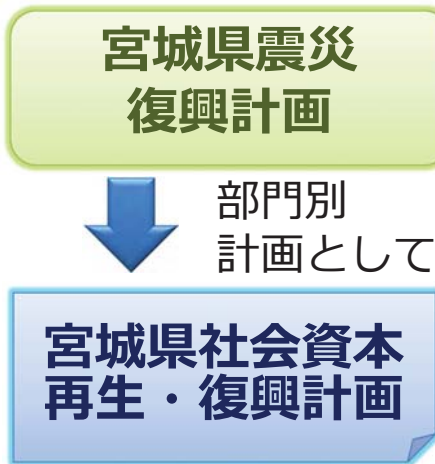 宮城県震災
復興計画
部門別
計画として
宮城県社会資本
再生・復興計画